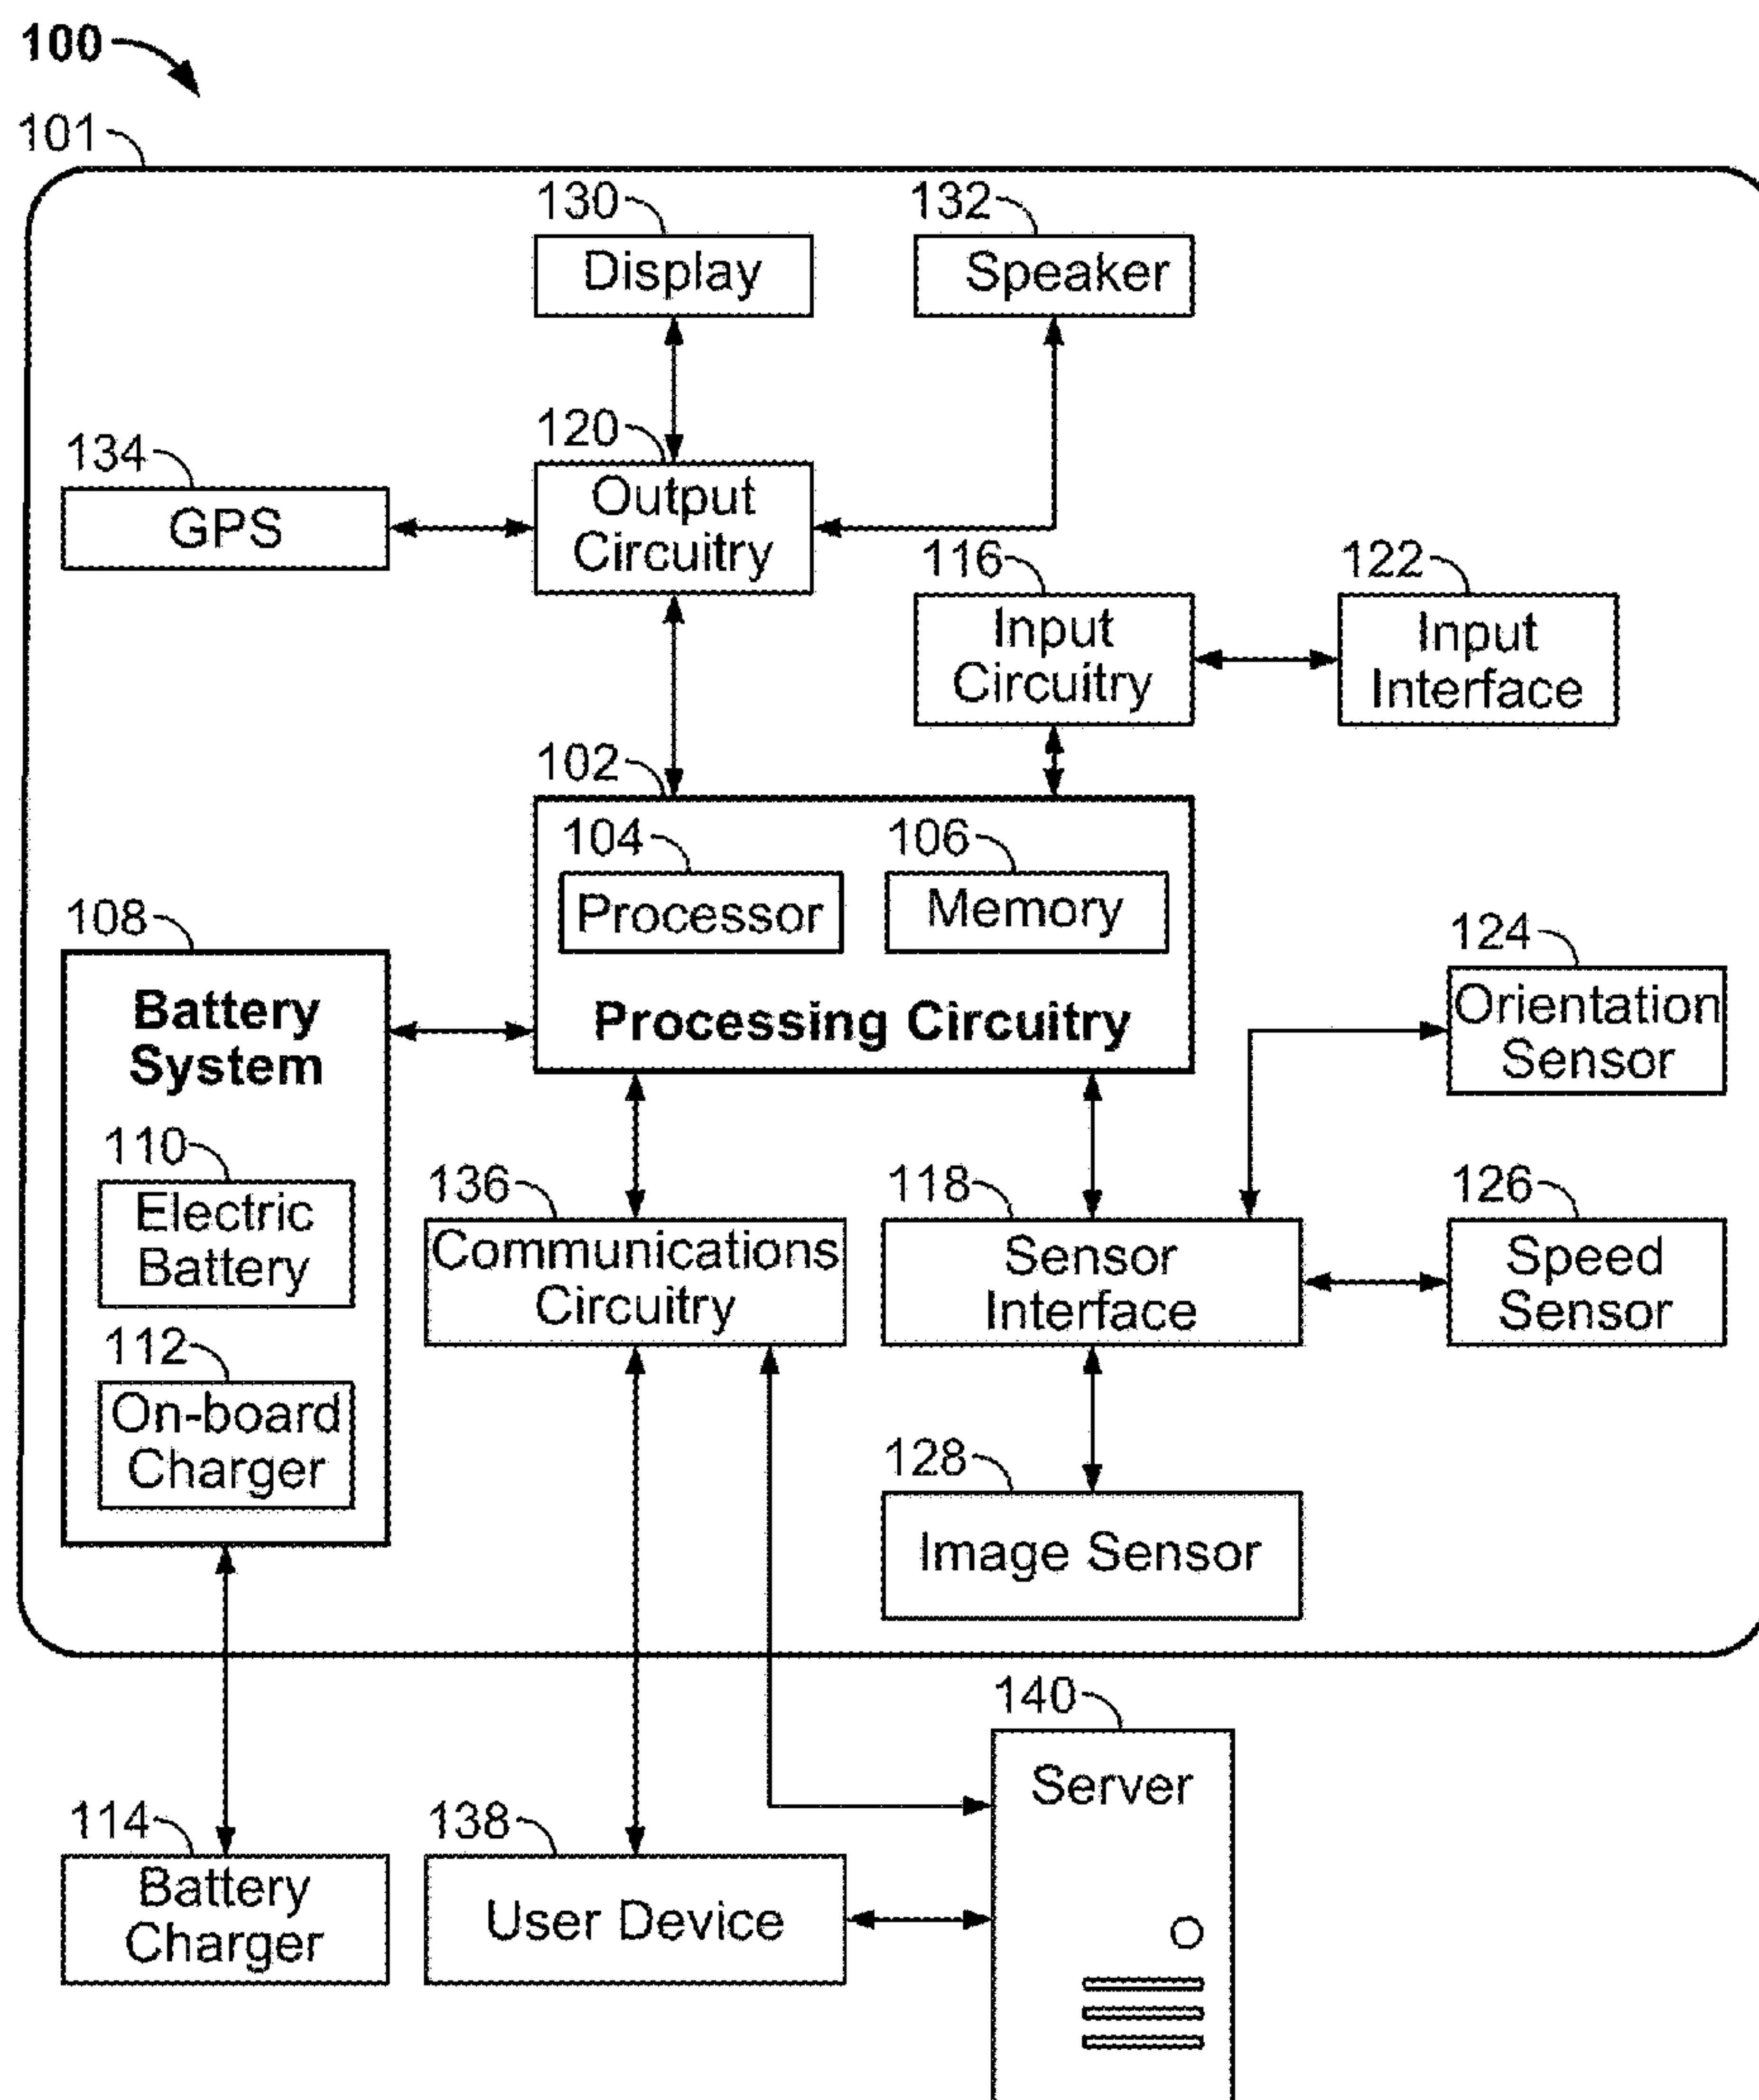 100
101
130
Display
132
Speaker
120
Output
Circuitry
134
GPS
116
Input
Circuitry
122
Input
Interface
102
104
Processor
106
Memory
Processing Circuitry
108
Battery
System
110
Electric
Battery
112
On-board
Charger
124
Orientation
Sensor
136
Communications
Circuitry
118
Sensor
Interface
126
Speed
Sensor
128
Image Sensor
140
Server
114
Battery
Charger
138
User Device